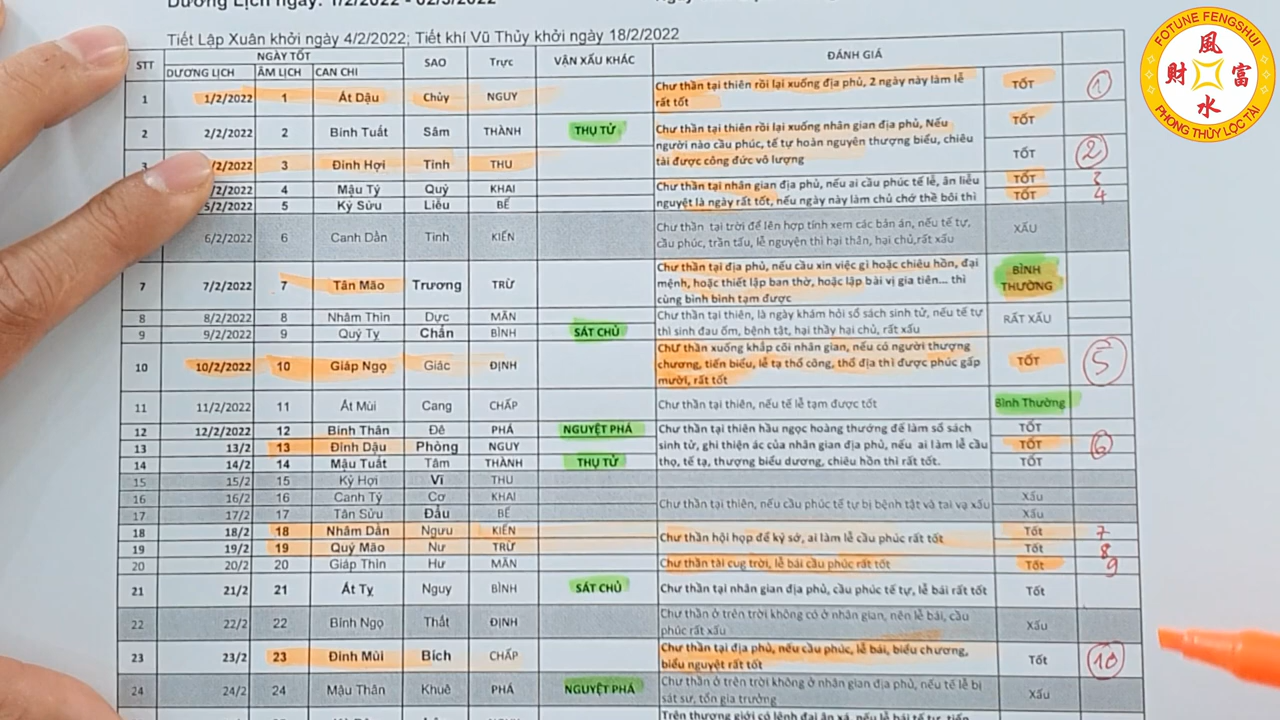 Dương Lịch ngày: 1/2/2022 - 02/3/2022
Tiết Lập Xuân khởi ngày 4/2/2022; Tiết khí Vũ Thủy khởi ngày 18/2/2022
FOTUNE FENGSHUI
風
財 富
水
PHONG THỦY LỘC TÀI
STT NGÀY TỐT SAO Trực VẬN XẤU KHÁC ĐÁNH GIÁ
DƯƠNG LỊCH ÂM LỊCH CAN CHI
1 1/2/2022 1 Ất Dậu Chủy NGUY Chư thần tại thiên rồi lại xuống địa phủ, 2 ngày này làm lễ TỐT 1
rất tốt
2 2/2/2022 2 Bính Tuất Sâm THÀNH THỤ TỬ Chư thần tại thiên rồi lại xuống nhân gian địa phủ, Nếu TỐT
người nào cầu phúc, tế tự hoàn nguyên thượng biểu, chiêu
3 /2/2022 3 Đinh Hợi Tỉnh THU tài được công đức vô lượng TỐT 2
/2/2022 4 Mậu Tý Quỷ KHAI Chư thần tại nhân gian địa phủ, nếu ai cầu phúc tế lễ, ân liễu TỐT 3
5/2/2022 5 Kỷ Sửu Liễu BẾ nguyệt là ngày rất tốt, nếu ngày này làm chủ chớ thề bồi thì TỐT 4
6/2/2022 6 Canh Dần Tinh KIẾN Chư thần tại trời để lên hợp tính xem các bản án, nếu tế tự, XẤU
cầu phúc, trần tấu, lễ nguyện thì hại thân, hại chủ,rất xấu
7 7/2/2022 7 Tân Mão Trương TRỪ Chư thần tại địa phủ, nếu cầu xin việc gì hoặc chiêu hồn, đại BÌNH THƯỜNG
mệnh, hoặc thiết lập ban thờ, hoặc lập bài vị gia tiên... thì
cũng bình bình tạm được
8 8/2/2022 8 Nhâm Thìn Dực MÃN Chư thần tại thiên, là ngày khám hỏi sổ sách sinh tử, nếu tế tự RẤT XẤU
9 9/2/2022 9 Quý Tỵ Chẩn BÌNH SÁT CHỦ thì sinh đau ốm, bệnh tật, hại thầy hại chủ, rất xấu
10 10/2/2022 10 Giáp Ngọ Giác ĐỊNH Chư thần xuống khắp cõi nhân gian, nếu có người thượng TỐT 5
chương, tiến biểu, lễ tạ thổ công, thổ địa thì được phúc gấp
mười, rất tốt
11 11/2/2022 11 Ất Mùi Cang CHẤP Chư thần tại thiên, nếu tế lễ tạm được tốt Bình Thường
12 12/2/2022 12 Bính Thân Đê PHÁ NGUYỆT PHÁ Chư thần tại thiên hầu ngọc hoàng thượng đế làm sổ sách TỐT
13 13/2 13 Đinh Dậu Phòng NGUY sinh tử, ghi thiện ác của nhân gian địa phủ, nếu ai làm lễ cầu TỐT 6
14 14/2 14 Mậu Tuất Tâm THÀNH THỤ TỬ thọ, tế tạ, thượng biểu dương, chiêu hồn thì rất tốt. TỐT
15 15/2 15 Kỷ Hợi Vĩ THU
16 16/2 16 Canh Tý Cơ KHAI Chư thần tại thiên, nếu cầu phúc tế tự bị bệnh tật và tai vạ xấu Xấu
17 17/2 17 Tân Sửu Đẩu BẾ Xấu
18 18/2 18 Nhâm Dần Ngưu KIẾN Chư thần hội họp để ký sớ, ai làm lễ cầu phúc rất tốt Tốt 7
19 19/2 19 Quý Mão Nữ TRỪ Tốt 8
20 20/2 20 Giáp Thìn Hư MÃN Chư thần tài cug trời, lễ bái cầu phúc rất tốt Tốt 9
21 21/2 21 Ất Tỵ Nguy BÌNH SÁT CHỦ Chư thần tại nhân gian địa phủ, cầu phúc tế tự, lễ bái rất tốt Tốt
22 22/2 22 Bính Ngọ Thất ĐỊNH Chư thần ở trên trời không có ở nhân gian, nên lễ bái, cầu Xấu
phúc rất xấu
23 23/2 23 Đinh Mùi Bích CHẤP Chư thần tại địa phủ, nếu cầu phúc, lễ bái, biểu chương, Tốt 10
biểu nguyệt rất tốt
24 24/2 24 Mậu Thân Khuê PHÁ NGUYỆT PHÁ Chư thần ở trên trời không ở nhân gian địa phủ, nếu tế lễ bị Xấu
sát sư, tổn gia trưởng
Trên thượng giới có lệnh đại ân xá, nếu lễ bái tế tự, tiến